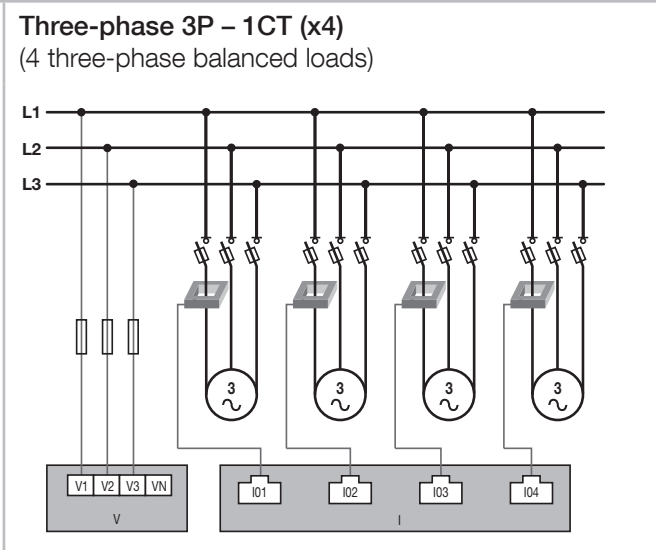 Three-phase 3P – 1CT (x4)
(4 three-phase balanced loads)
L1
L2
L3
3 3 3 3
V1 V2 V3 VN
I01 I02 I03 I04
V
I